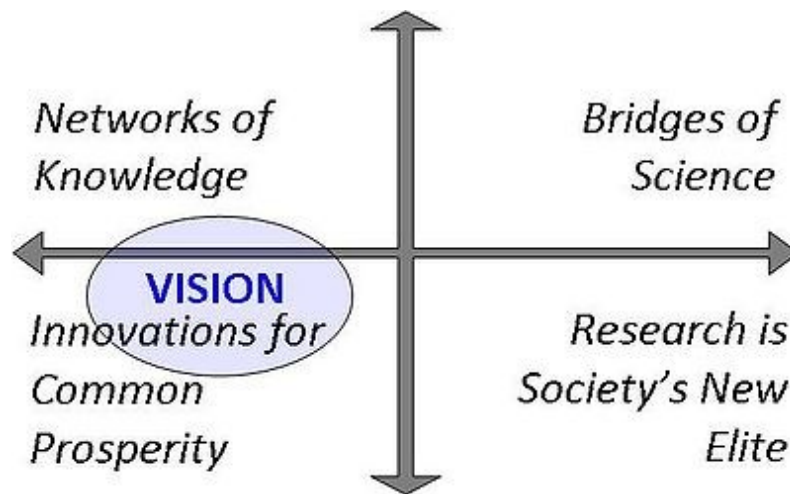 Networks of
Knowledge
Bridges of
Science
VISION
Innovations for
Common
Prosperity
Research is
Society's New
Elite